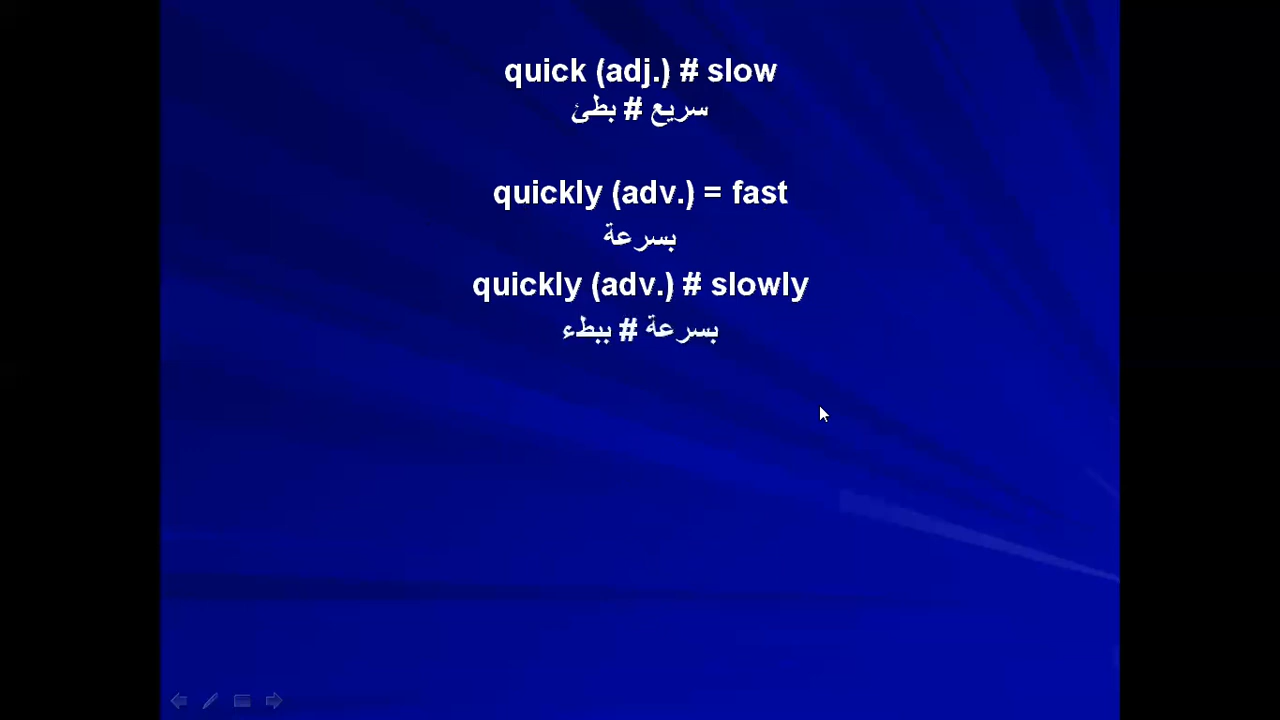 quick (adj.) # slow
سريع # بطئ
quickly (adv.) = fast
بسرعة
quickly (adv.) # slowly
بسرعة # ببطء